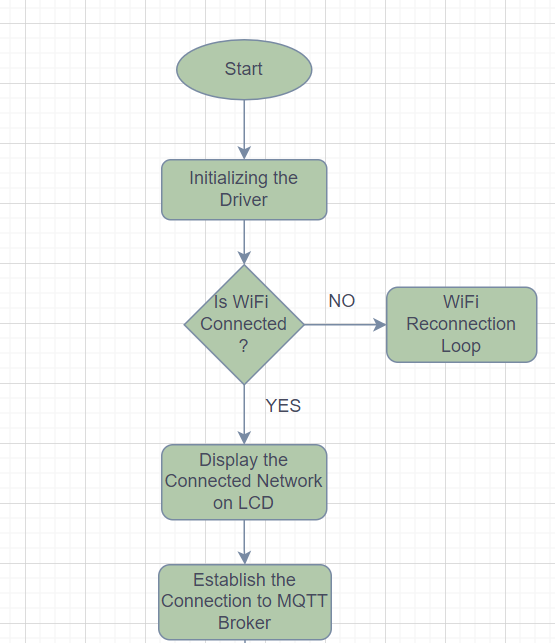 Start
Initializing the
Driver
Is WiFi
Connected
?
NO
WiFi
Reconnection
Loop
YES
Display the
Connected Network
on LCD
Establish the
Connection to MQTT
Broker